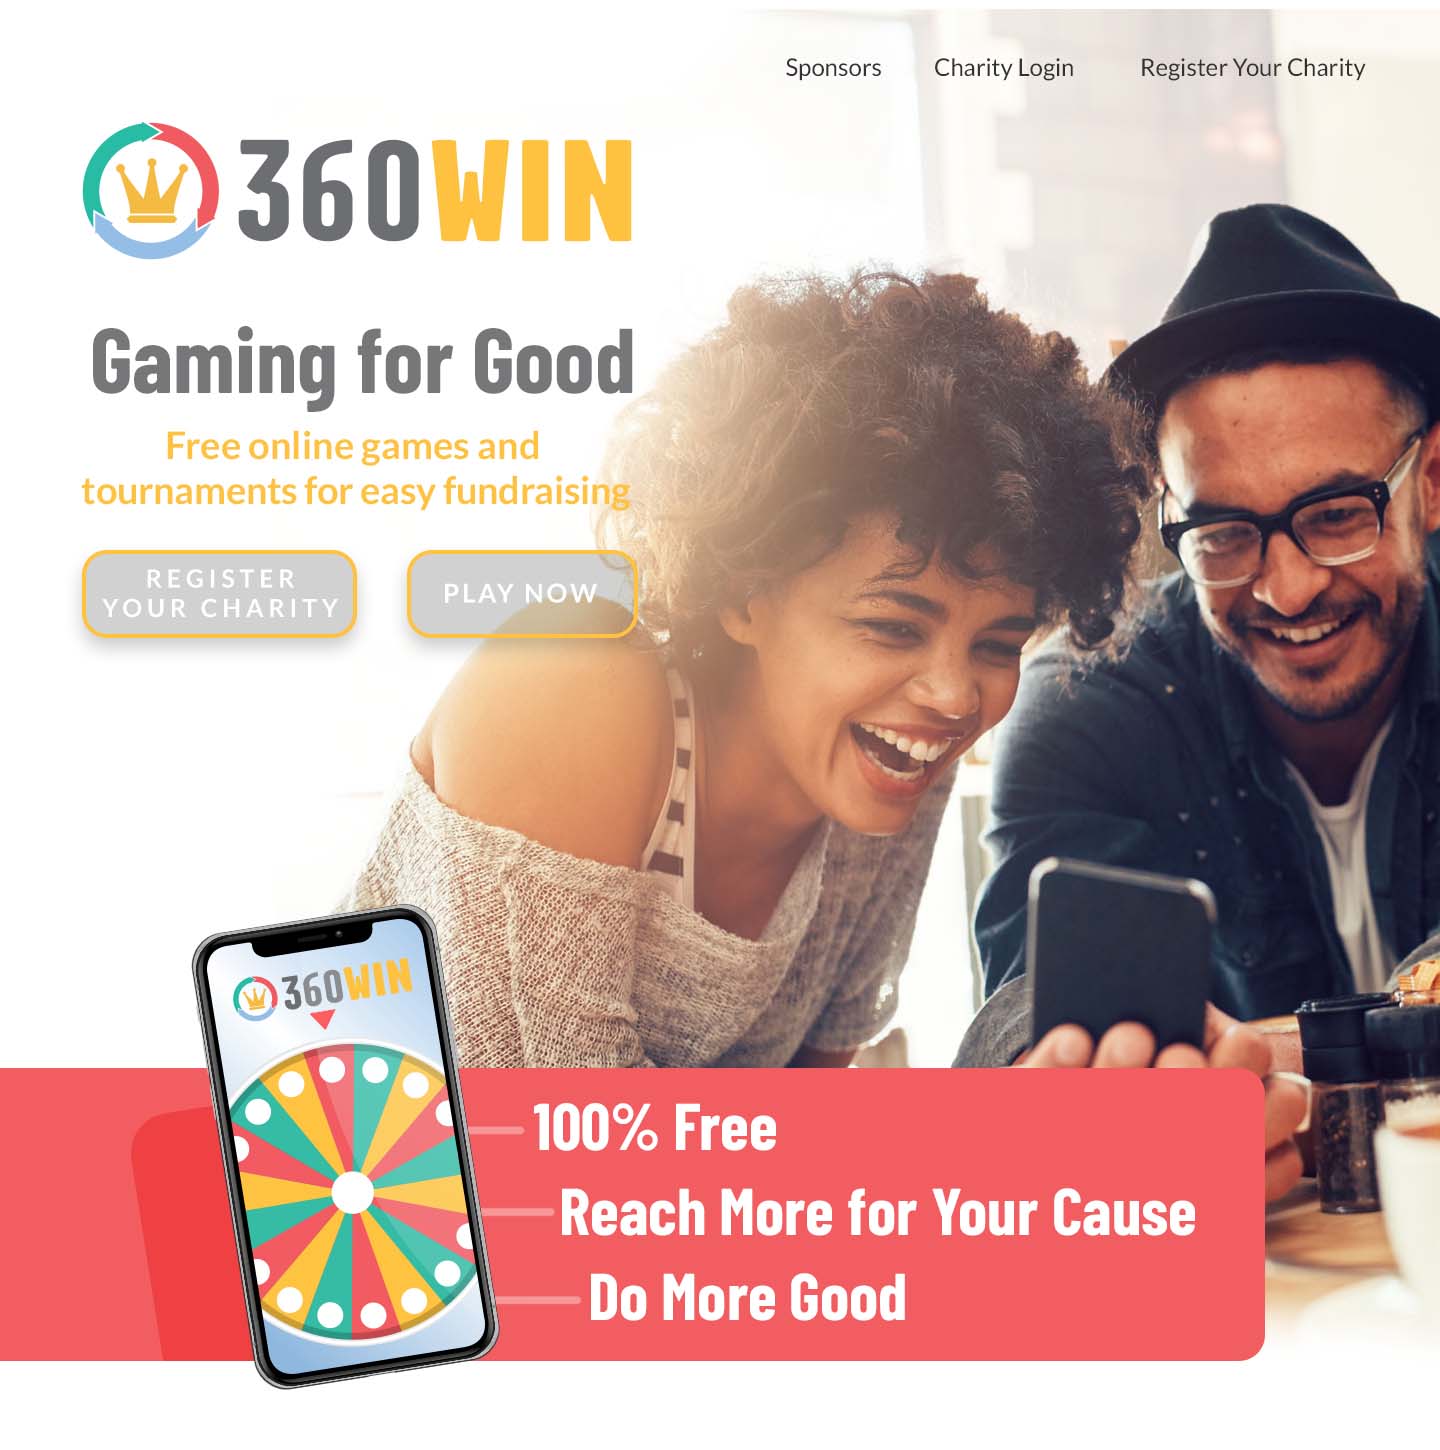 Sponsors Charity Login Register Your Charity
360WIN
Gaming for Good
Free online games and
tournaments for easy fundraising
REGISTER
YOUR CHARITY
PLAY NOW
360WIN
100% Free
Reach More for Your Cause
Do More Good